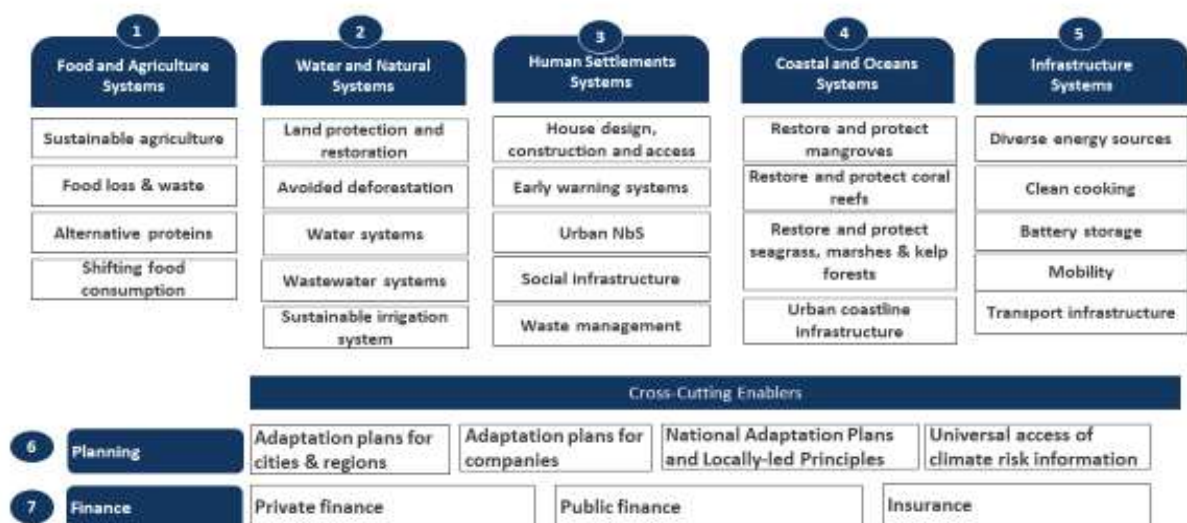 1
Food and Agriculture
Systems
Sustainable agriculture
Food loss & waste
Alternative proteins
Shifting food
consumption
2
Water and Natural
Systems
Land protection and
restoration
Avoided deforestation
Water systems
Wastewater systems
Sustainable irrigation
system
3
Human Settlements
Systems
House design,
construction and access
Early warning systems
Urban NbS
Social infrastructure
Waste management
4
Coastal and Oceans
Systems
Restore and protect
mangroves
Restore and protect coral
reefs
Restore and protect
seagrass, marshes & kelp
forests
Urban coastline
infrastructure
5
Infrastructure
Systems
Diverse energy sources
Clean cooking
Battery storage
Mobility
Transport infrastructure
Cross-Cutting Enablers
6
Planning
Adaptation plans for
cities & regions
Adaptation plans for
companies
National Adaptation Plans
and Locally-led Principles
Universal access of
climate risk information
7
Finance
Private finance
Public finance
Insurance